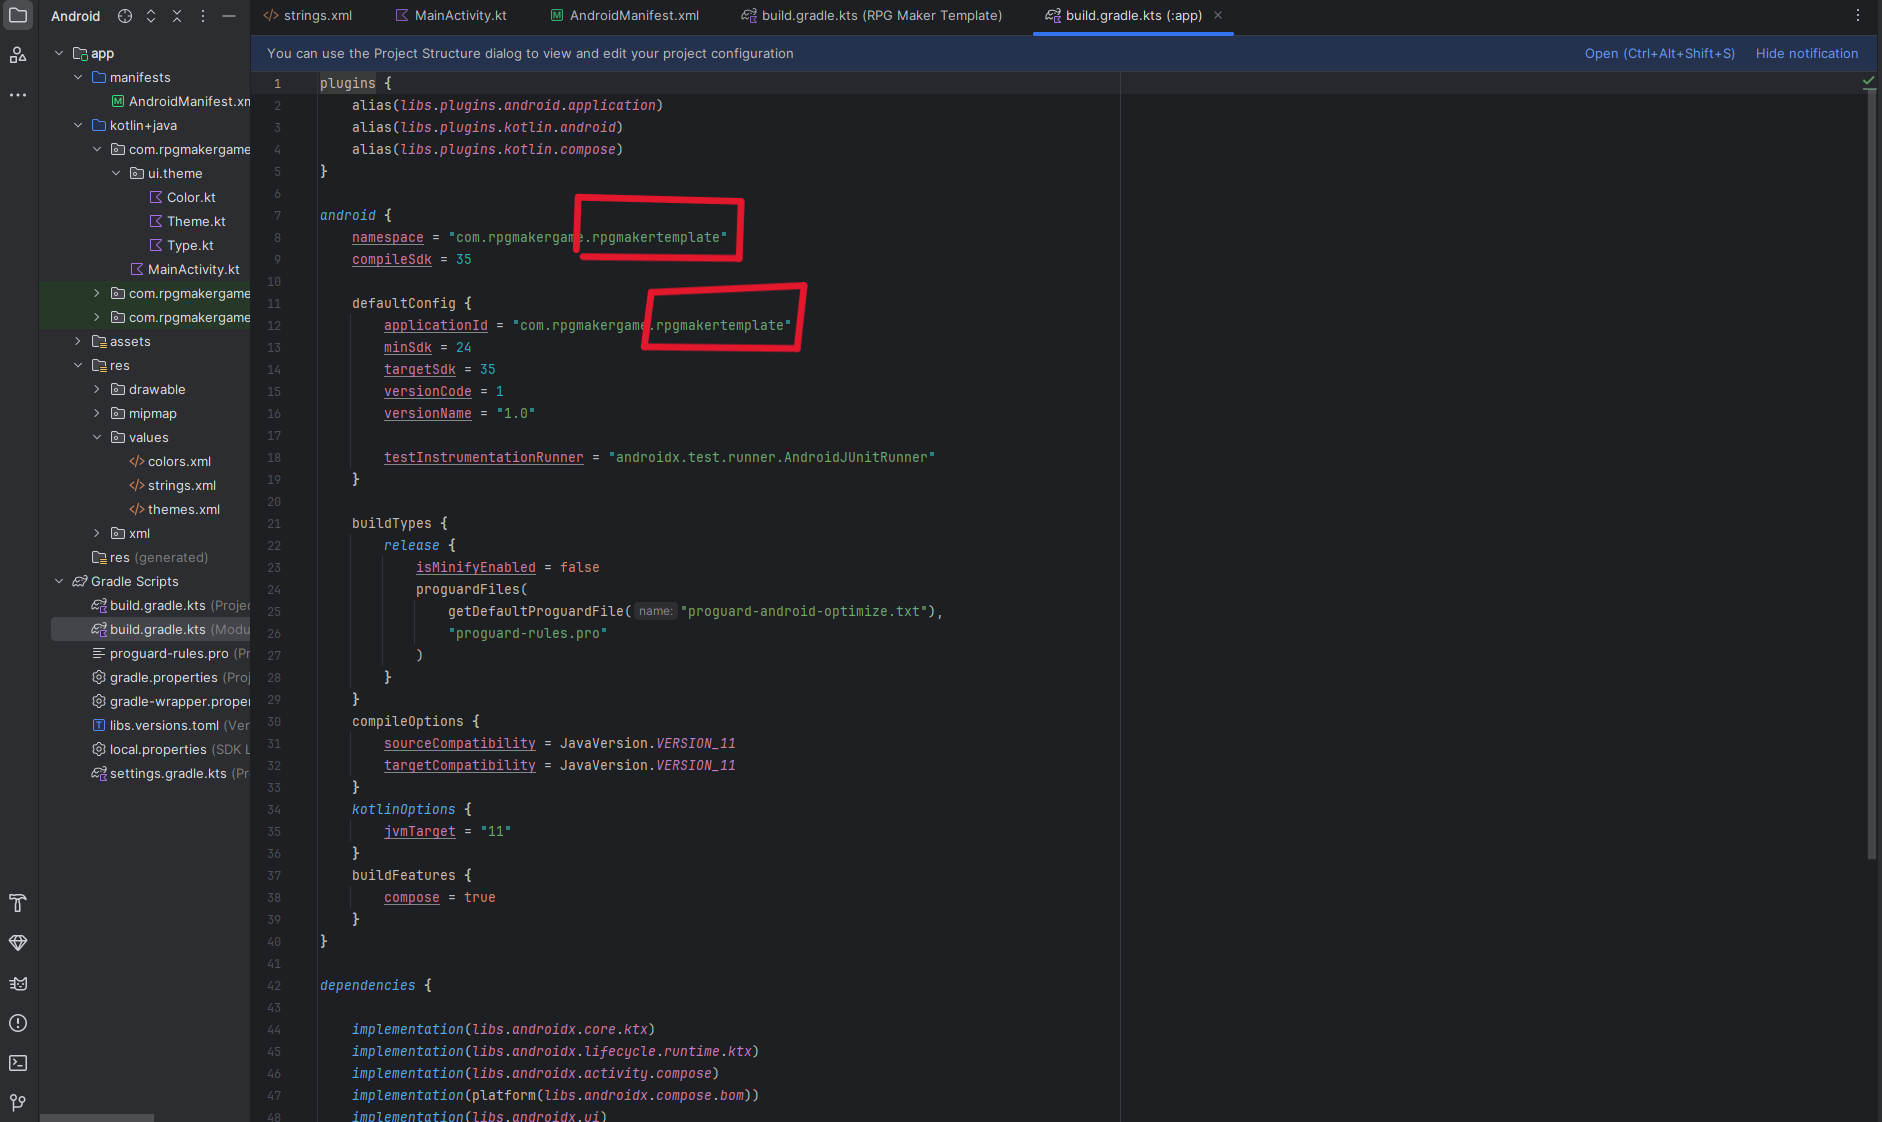 Android
strings.xml
MainActivity.kt
AndroidManifest.xml
build.gradle.kts (RPG Maker Template)
build.gradle.kts (:app)
You can use the Project Structure dialog to view and edit your project configuration
Open (Ctrl+Alt+Shift+S)
Hide notification
app
manifests
AndroidManifest.xm
kotlin+java
com.rpgmakergame
ui.theme
Color.kt
Theme.kt
Type.kt
MainActivity.kt
com.rpgmakergame
com.rpgmakergame
assets
res
drawable
mipmap
values
colors.xml
strings.xml
themes.xml
xml
res (generated)
Gradle Scripts
build.gradle.kts (Projec
build.gradle.kts (Modu
proguard-rules.pro (Pr
gradle.properties (Proj
gradle-wrapper.proper
libs.versions.toml (Ver
local.properties (SDK L
settings.gradle.kts (Pr
1 plugins {
2 alias(libs.plugins.android.application)
3 alias(libs.plugins.kotlin.android)
4 alias(libs.plugins.kotlin.compose)
5 }
6
7 android {
8 namespace = "com.rpgmakergame.rpgmakertemplate"
9 compileSdk = 35
10
11 defaultConfig {
12 applicationId = "com.rpgmakergame.rpgmakertemplate"
13 minSdk = 24
14 targetSdk = 35
15 versionCode = 1
16 versionName = "1.0"
17
18 testInstrumentationRunner = "androidx.test.runner.AndroidJUnitRunner"
19 }
20
21 buildTypes {
22 release {
23 isMinifyEnabled = false
24 proguardFiles(
25 getDefaultProguardFile( name: "proguard-android-optimize.txt"),
26 "proguard-rules.pro"
27 )
28 }
29 }
30 compileOptions {
31 sourceCompatibility = JavaVersion.VERSION_11
32 targetCompatibility = JavaVersion.VERSION_11
33 }
34 kotlinOptions {
35 jvmTarget = "11"
36 }
37 buildFeatures {
38 compose = true
39 }
40 }
41
42 dependencies {
43
44 implementation(libs.androidx.core.ktx)
45 implementation(libs.androidx.lifecycle.runtime.ktx)
46 implementation(libs.androidx.activity.compose)
47 implementation(platform(libs.androidx.compose.bom))
48 implementation(libs.androidx.ui)